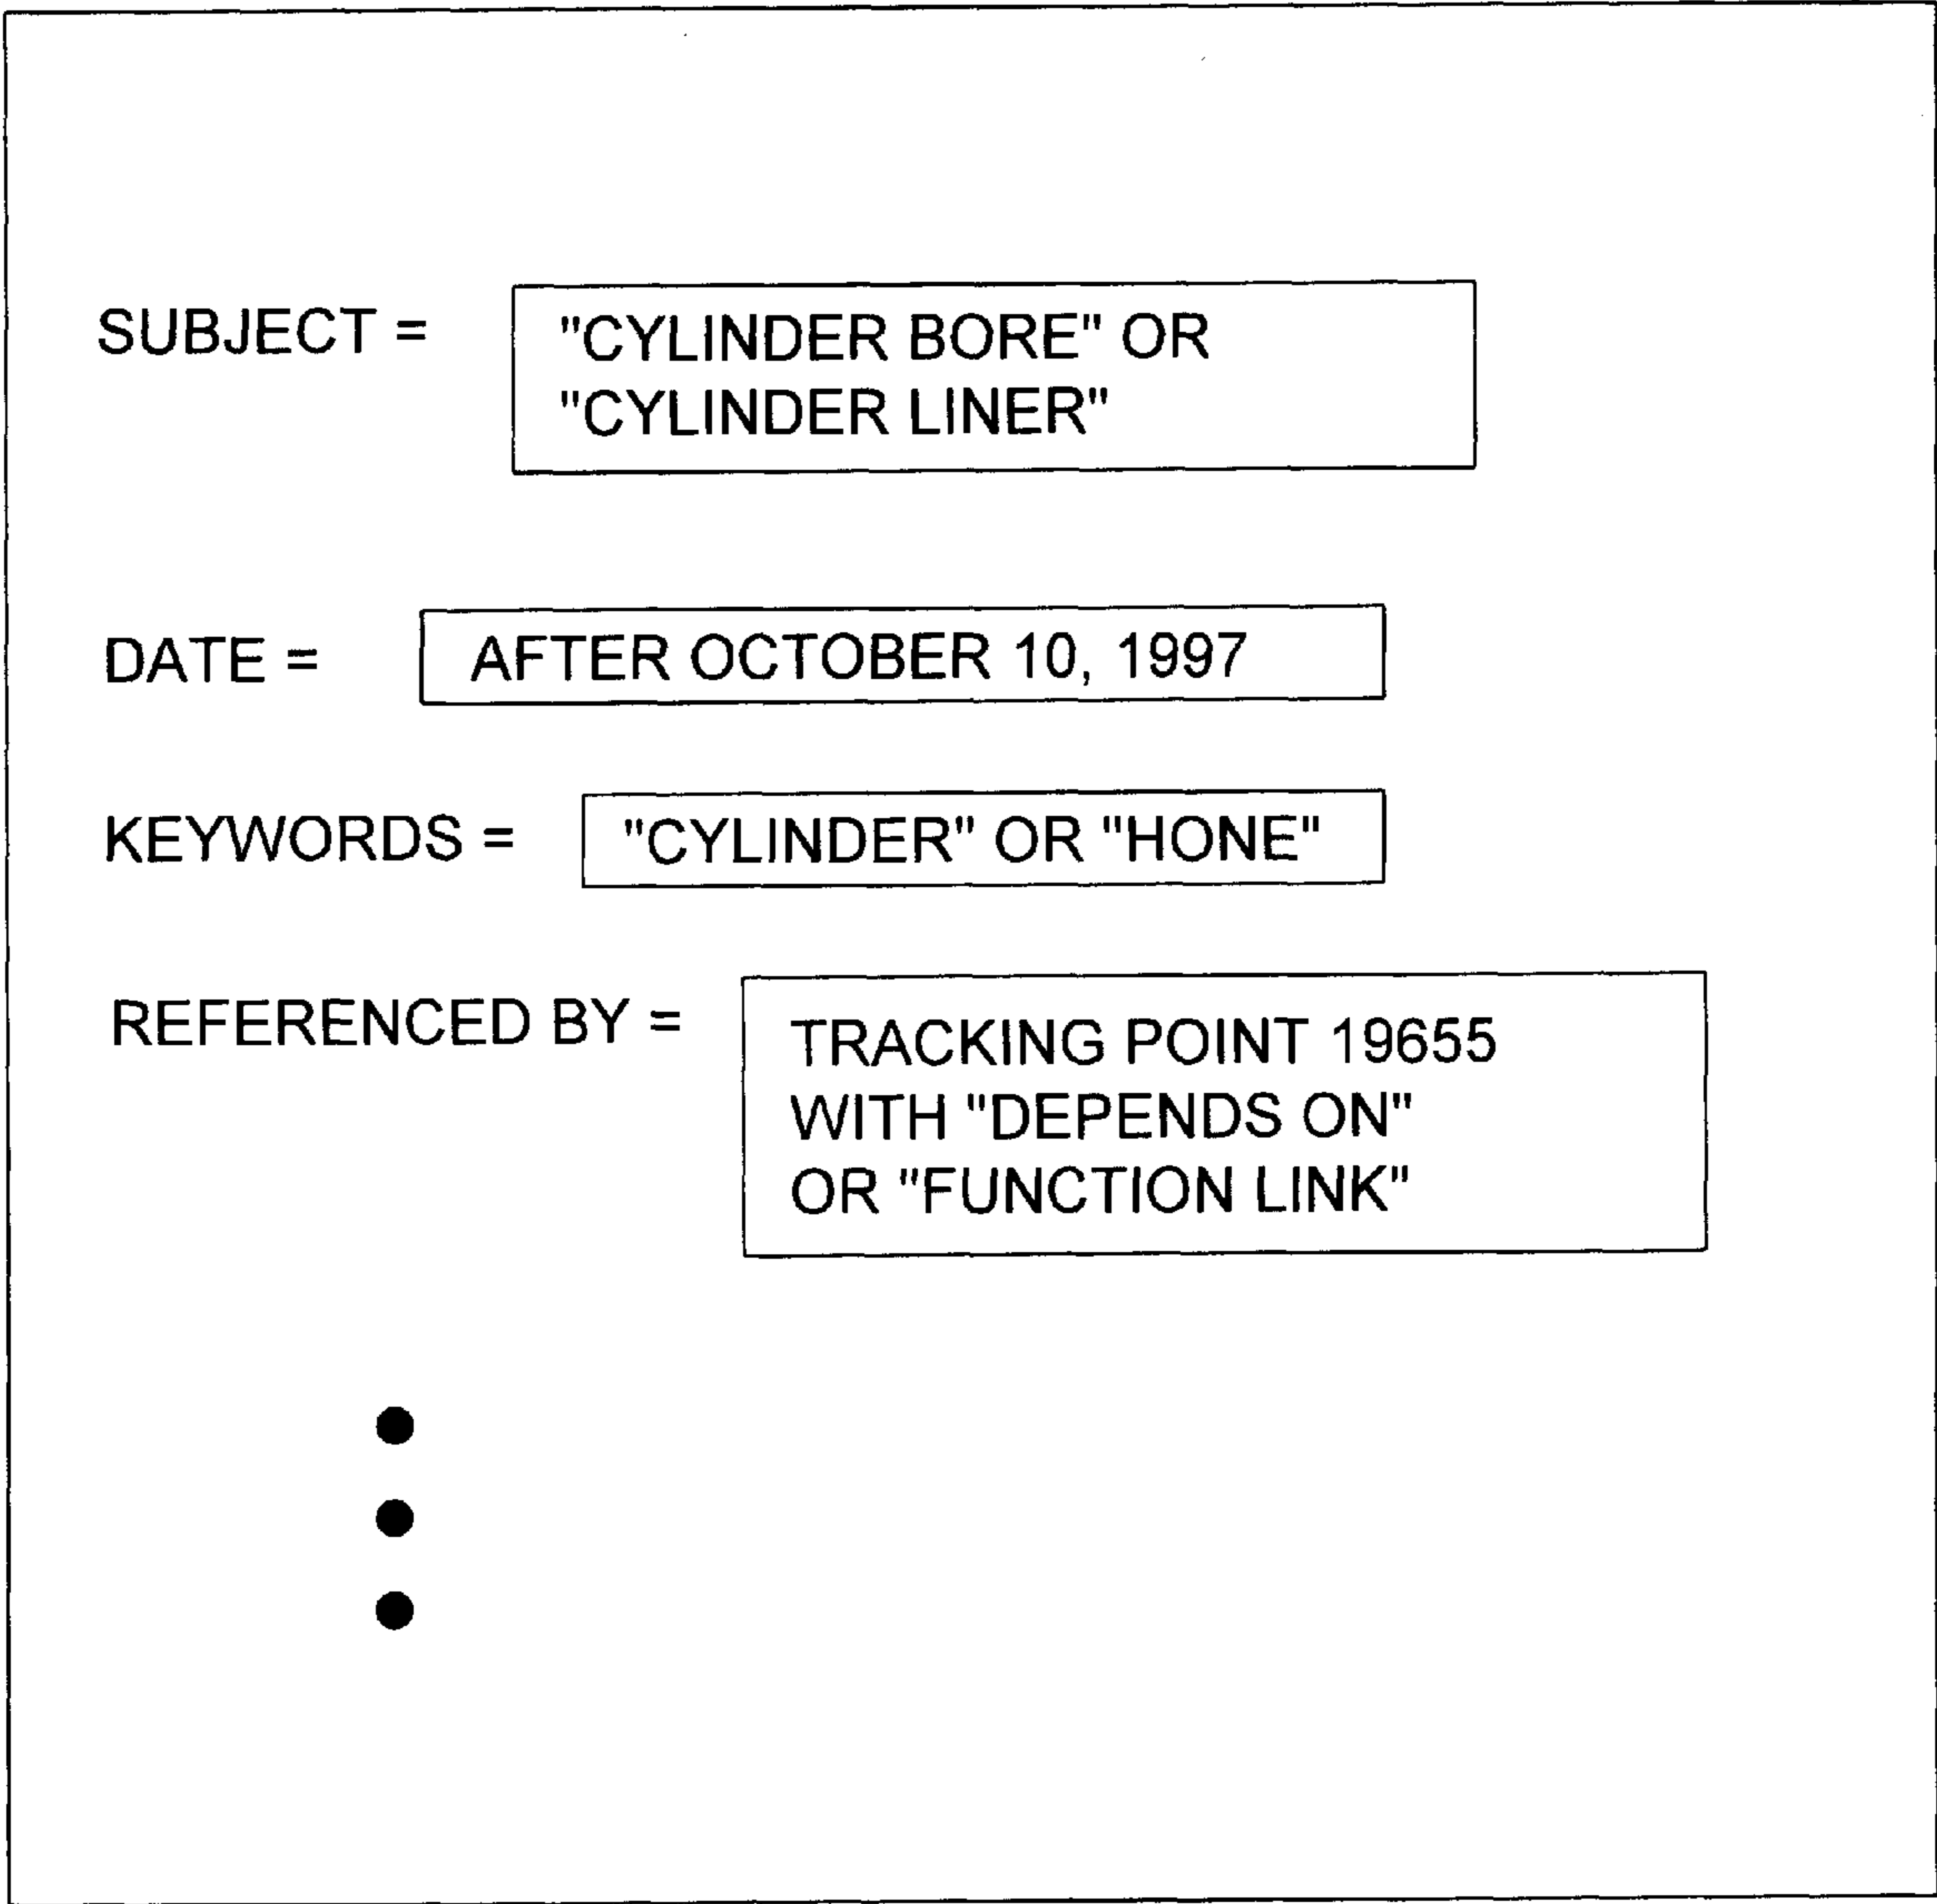 SUBJECT = "CYLINDER BORE" OR
"CYLINDER LINER"
DATE = AFTER OCTOBER 10, 1997
KEYWORDS = "CYLINDER" OR "HONE"
REFERENCED BY = TRACKING POINT 19655
WITH "DEPENDS ON"
OR "FUNCTION LINK"